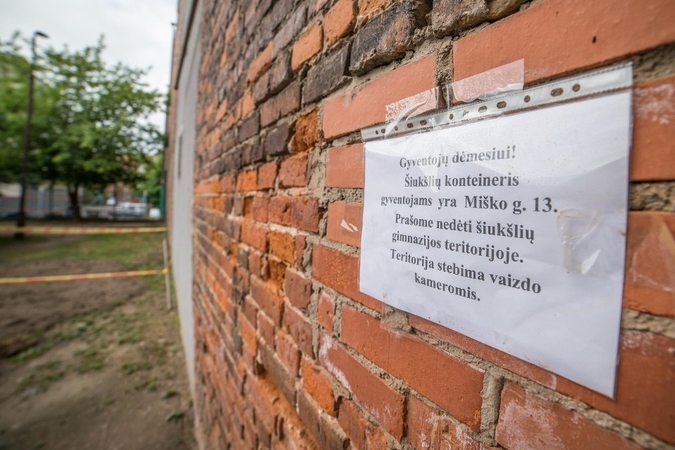 Gyventojų dėmesiui!
Šiukšlių konteineris
gyventojams yra Miško g. 13.
Prašome nedėti šiukšlių
gimnazijos teritorijoje.
Teritorija stebima vaizdo
kameromis.